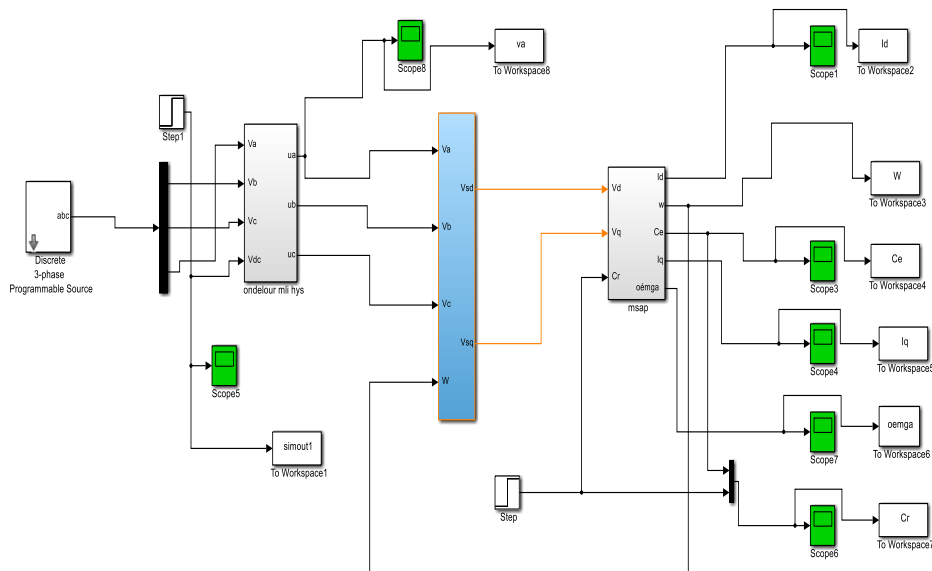 va
Scope8
To Workspace8
Id
Scope1
To Workspace2
Step1
Va
Vb
Vc
Vdc
ua
ub
uc
ondelour mli hys
abc
Discrete
3-phase
Programmable Source
Scope5
simout1
To Workspace1
Va
Vb
Vc
W
Vsd
Vsq
Vd
Vq
Cr
Id
w
Ce
Iq
oémga
msap
W
To Workspace3
Ce
Scope3
To Workspace4
Iq
Scope4
To Workspace5
oemga
Scope7
To Workspace6
Step
Cr
Scope6
To Workspace7